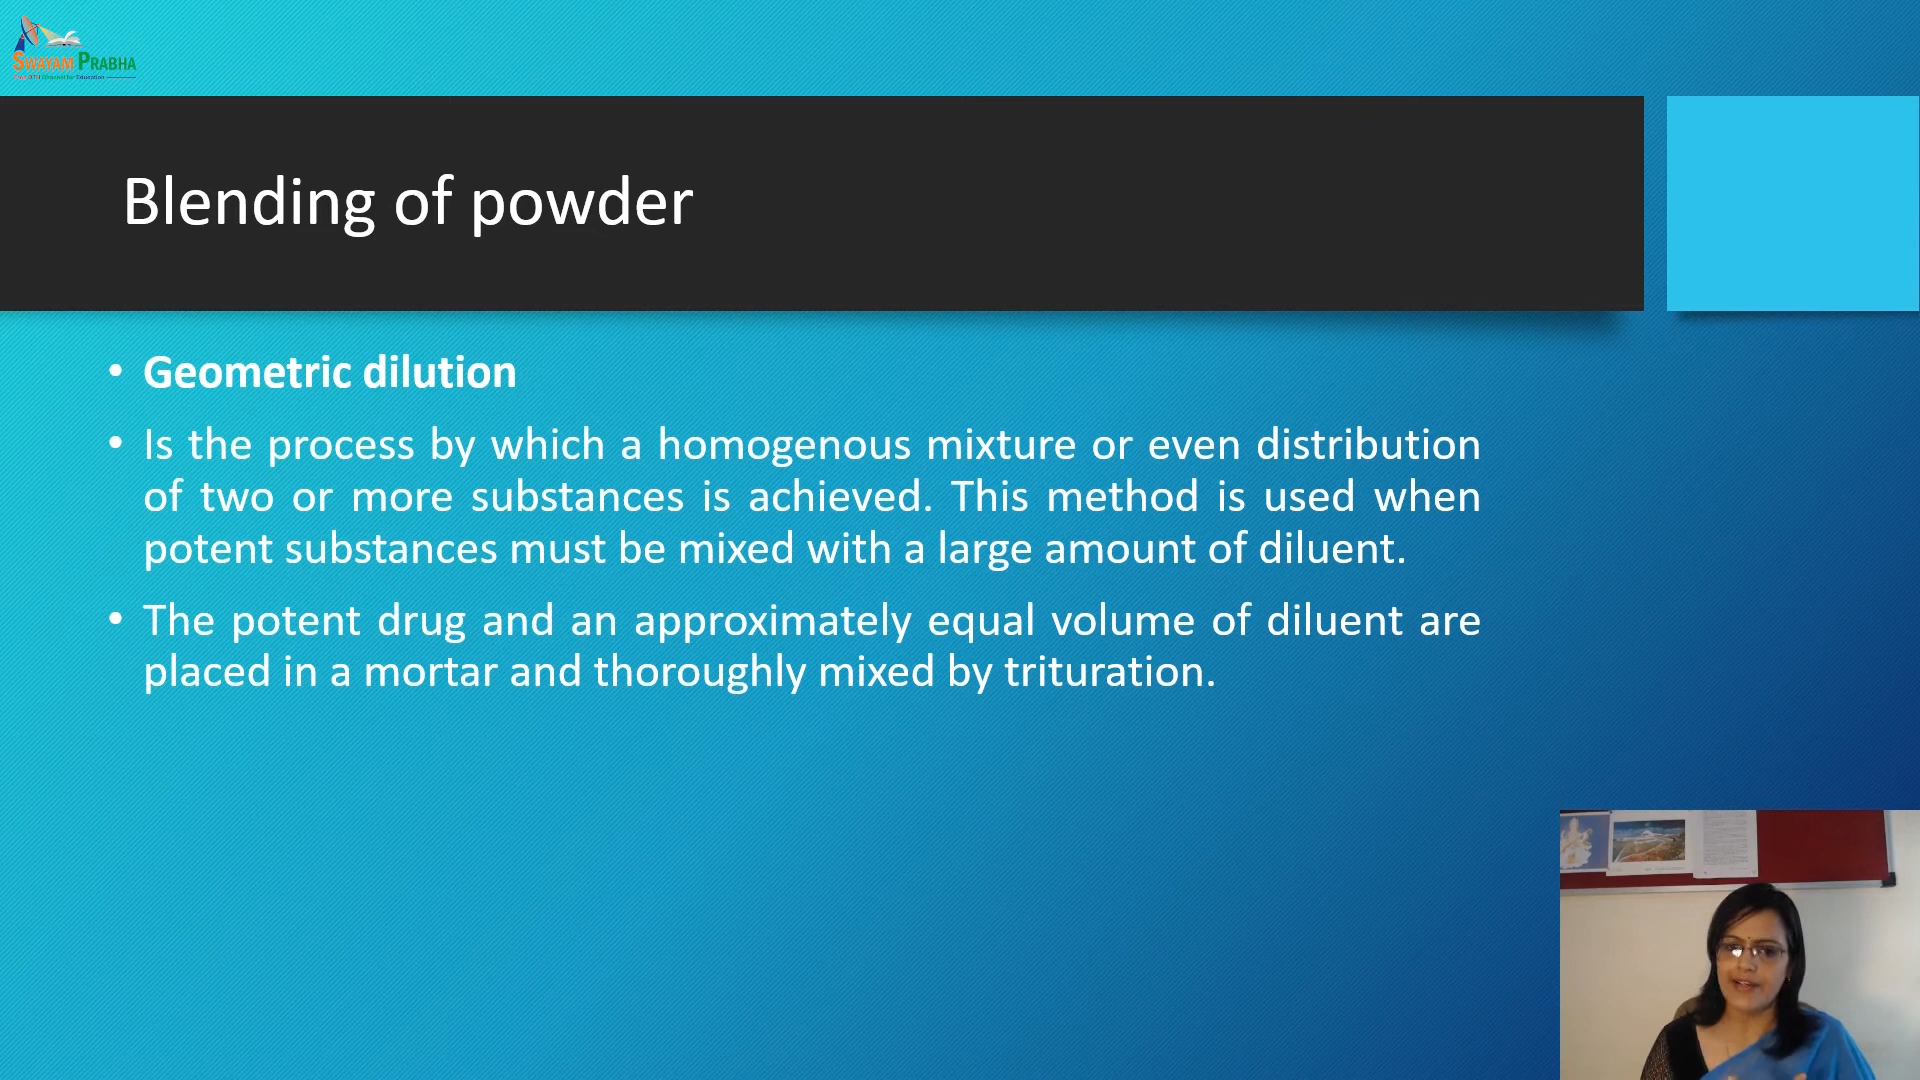 SWAYAM PRABHA
Blending of powder
• Geometric dilution
• Is the process by which a homogenous mixture or even distribution
of two or more substances is achieved. This method is used when
potent substances must be mixed with a large amount of diluent.
• The potent drug and an approximately equal volume of diluent are
placed in a mortar and thoroughly mixed by trituration.